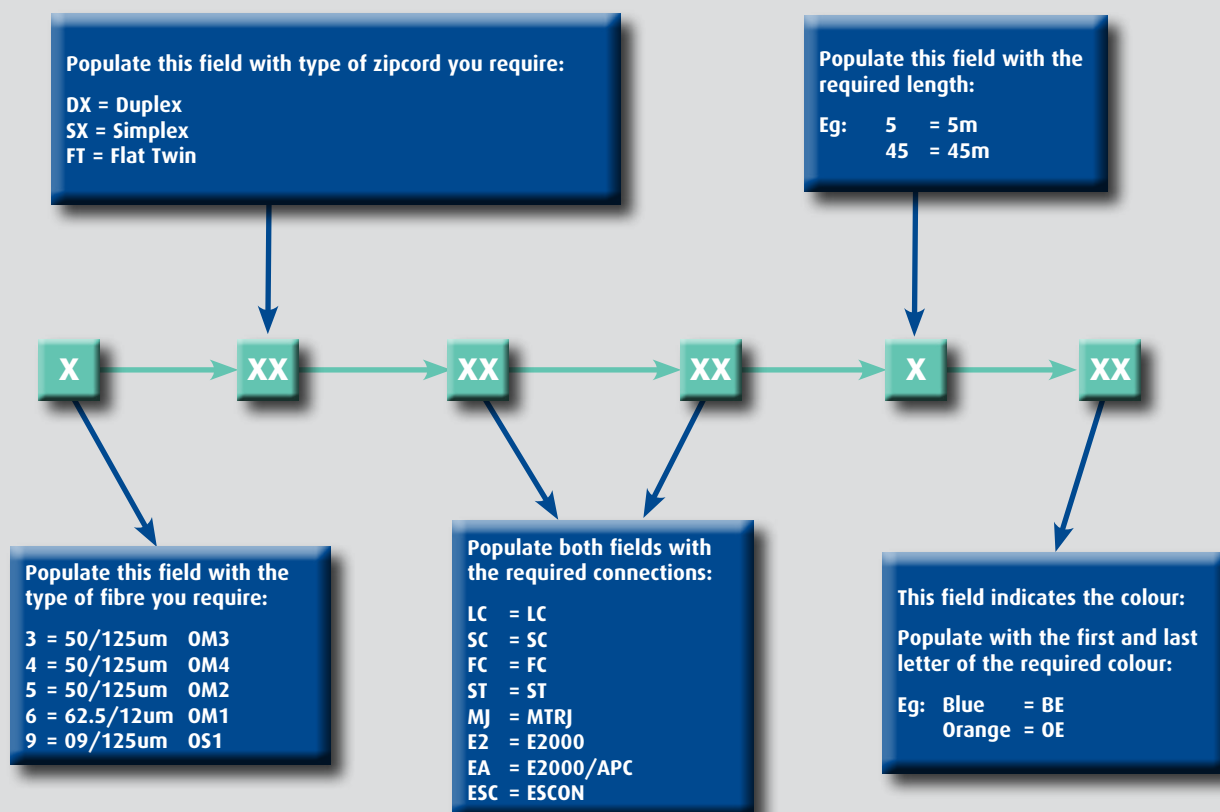 Populate this field with type of zipcord you require:
DX = Duplex
SX = Simplex
FT = Flat Twin
Populate this field with the
required length:
Eg: 5 = 5m
45 = 45m
X XX XX XX X XX
Populate this field with the
type of fibre you require:
3 = 50/125um OM3
4 = 50/125um OM4
5 = 50/125um OM2
6 = 62.5/12um OM1
9 = 09/125um OS1
Populate both fields with
the required connections:
LC = LC
SC = SC
FC = FC
ST = ST
MJ = MTRJ
E2 = E2000
EA = E2000/APC
ESC = ESCON
This field indicates the colour:
Populate with the first and last
letter of the required colour:
Eg: Blue = BE
Orange = OE